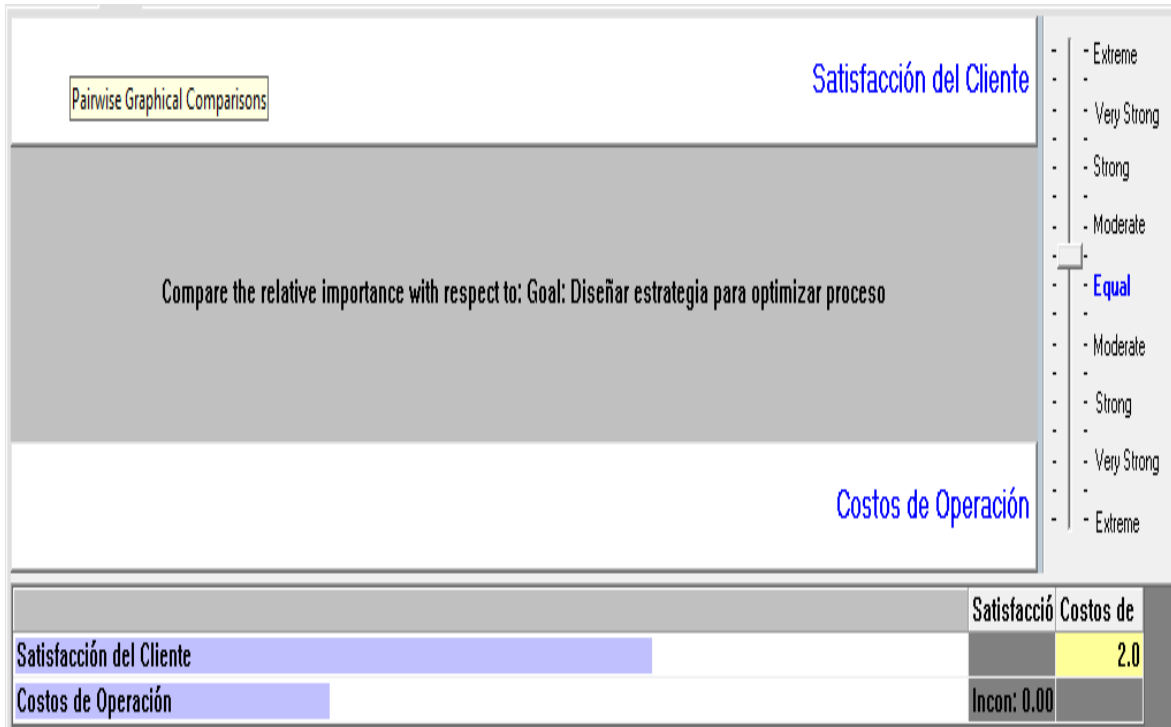 Satisfacción del Cliente
Pairwise Graphical Comparisons
Compare the relative importance with respect to: Goal: Diseñar estrategia para optimizar proceso
Costos de Operación
Extreme
Very Strong
Strong
Moderate
Equal
Moderate
Strong
Very Strong
Extreme
Satisfacció Costos de
Satisfacción del Cliente 2.0
Costos de Operación Incon: 0.00